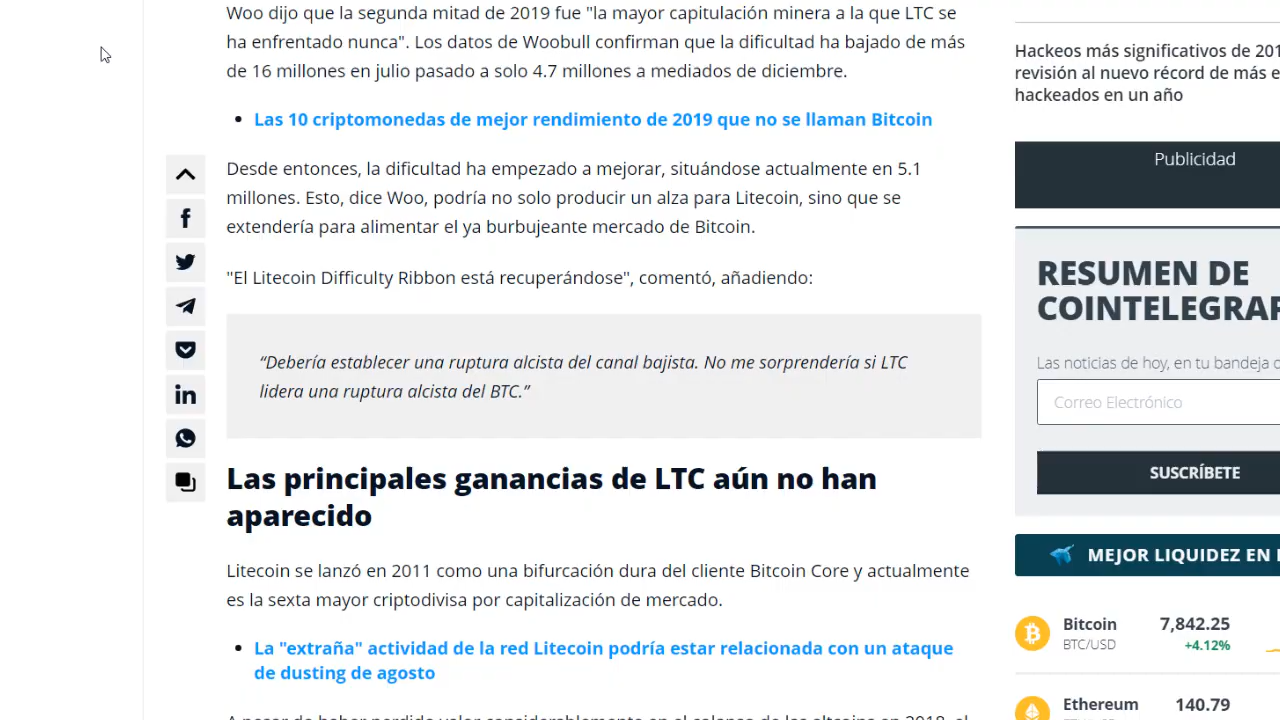 Woo dijo que la segunda mitad de 2019 fue "la mayor capitulación minera a la que LTC se
ha enfrentado nunca". Los datos de Woobull confirman que la dificultad ha bajado de más
de 16 millones en julio pasado a solo 4.7 millones a mediados de diciembre.
Las 10 criptomonedas de mejor rendimiento de 2019 que no se llaman Bitcoin
Desde entonces, la dificultad ha empezado a mejorar, situándose actualmente en 5.1
millones. Esto, dice Woo, podría no solo producir un alza para Litecoin, sino que se
extendería para alimentar el ya burbujeante mercado de Bitcoin.
"El Litecoin Difficulty Ribbon está recuperándose", comentó, añadiendo:
“Debería establecer una ruptura alcista del canal bajista. No me sorprendería si LTC
lidera una ruptura alcista del BTC.”
Las principales ganancias de LTC aún no han
aparecido
Litecoin se lanzó en 2011 como una bifurcación dura del cliente Bitcoin Core y actualmente
es la sexta mayor criptodivisa por capitalización de mercado.
La "extraña" actividad de la red Litecoin podría estar relacionada con un ataque
de dusting de agosto
Hackeos más significativos de 201
revisión al nuevo récord de más e
hackeados en un año
Publicidad
RESUMEN DE
COINTELEGRAP
Las noticias de hoy, en tu bandeja
Correo Electrónico
SUSCRÍBETE
MEJOR LIQUIDEZ EN
Bitcoin 7,842.25
BTC/USD +4.12%
Ethereum 140.79